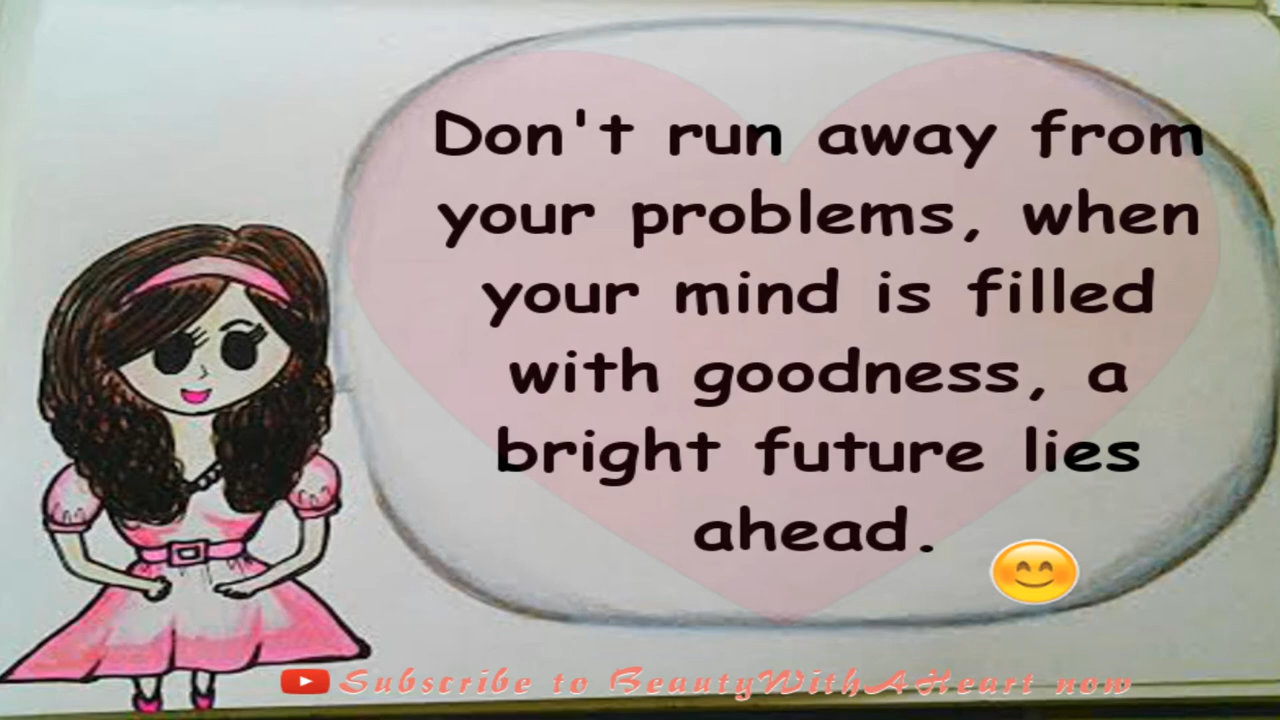 Don't run away from
your problems, when
your mind is filled
with goodness, a
bright future lies
ahead.
Subscribe to BeautyWithAHeart now